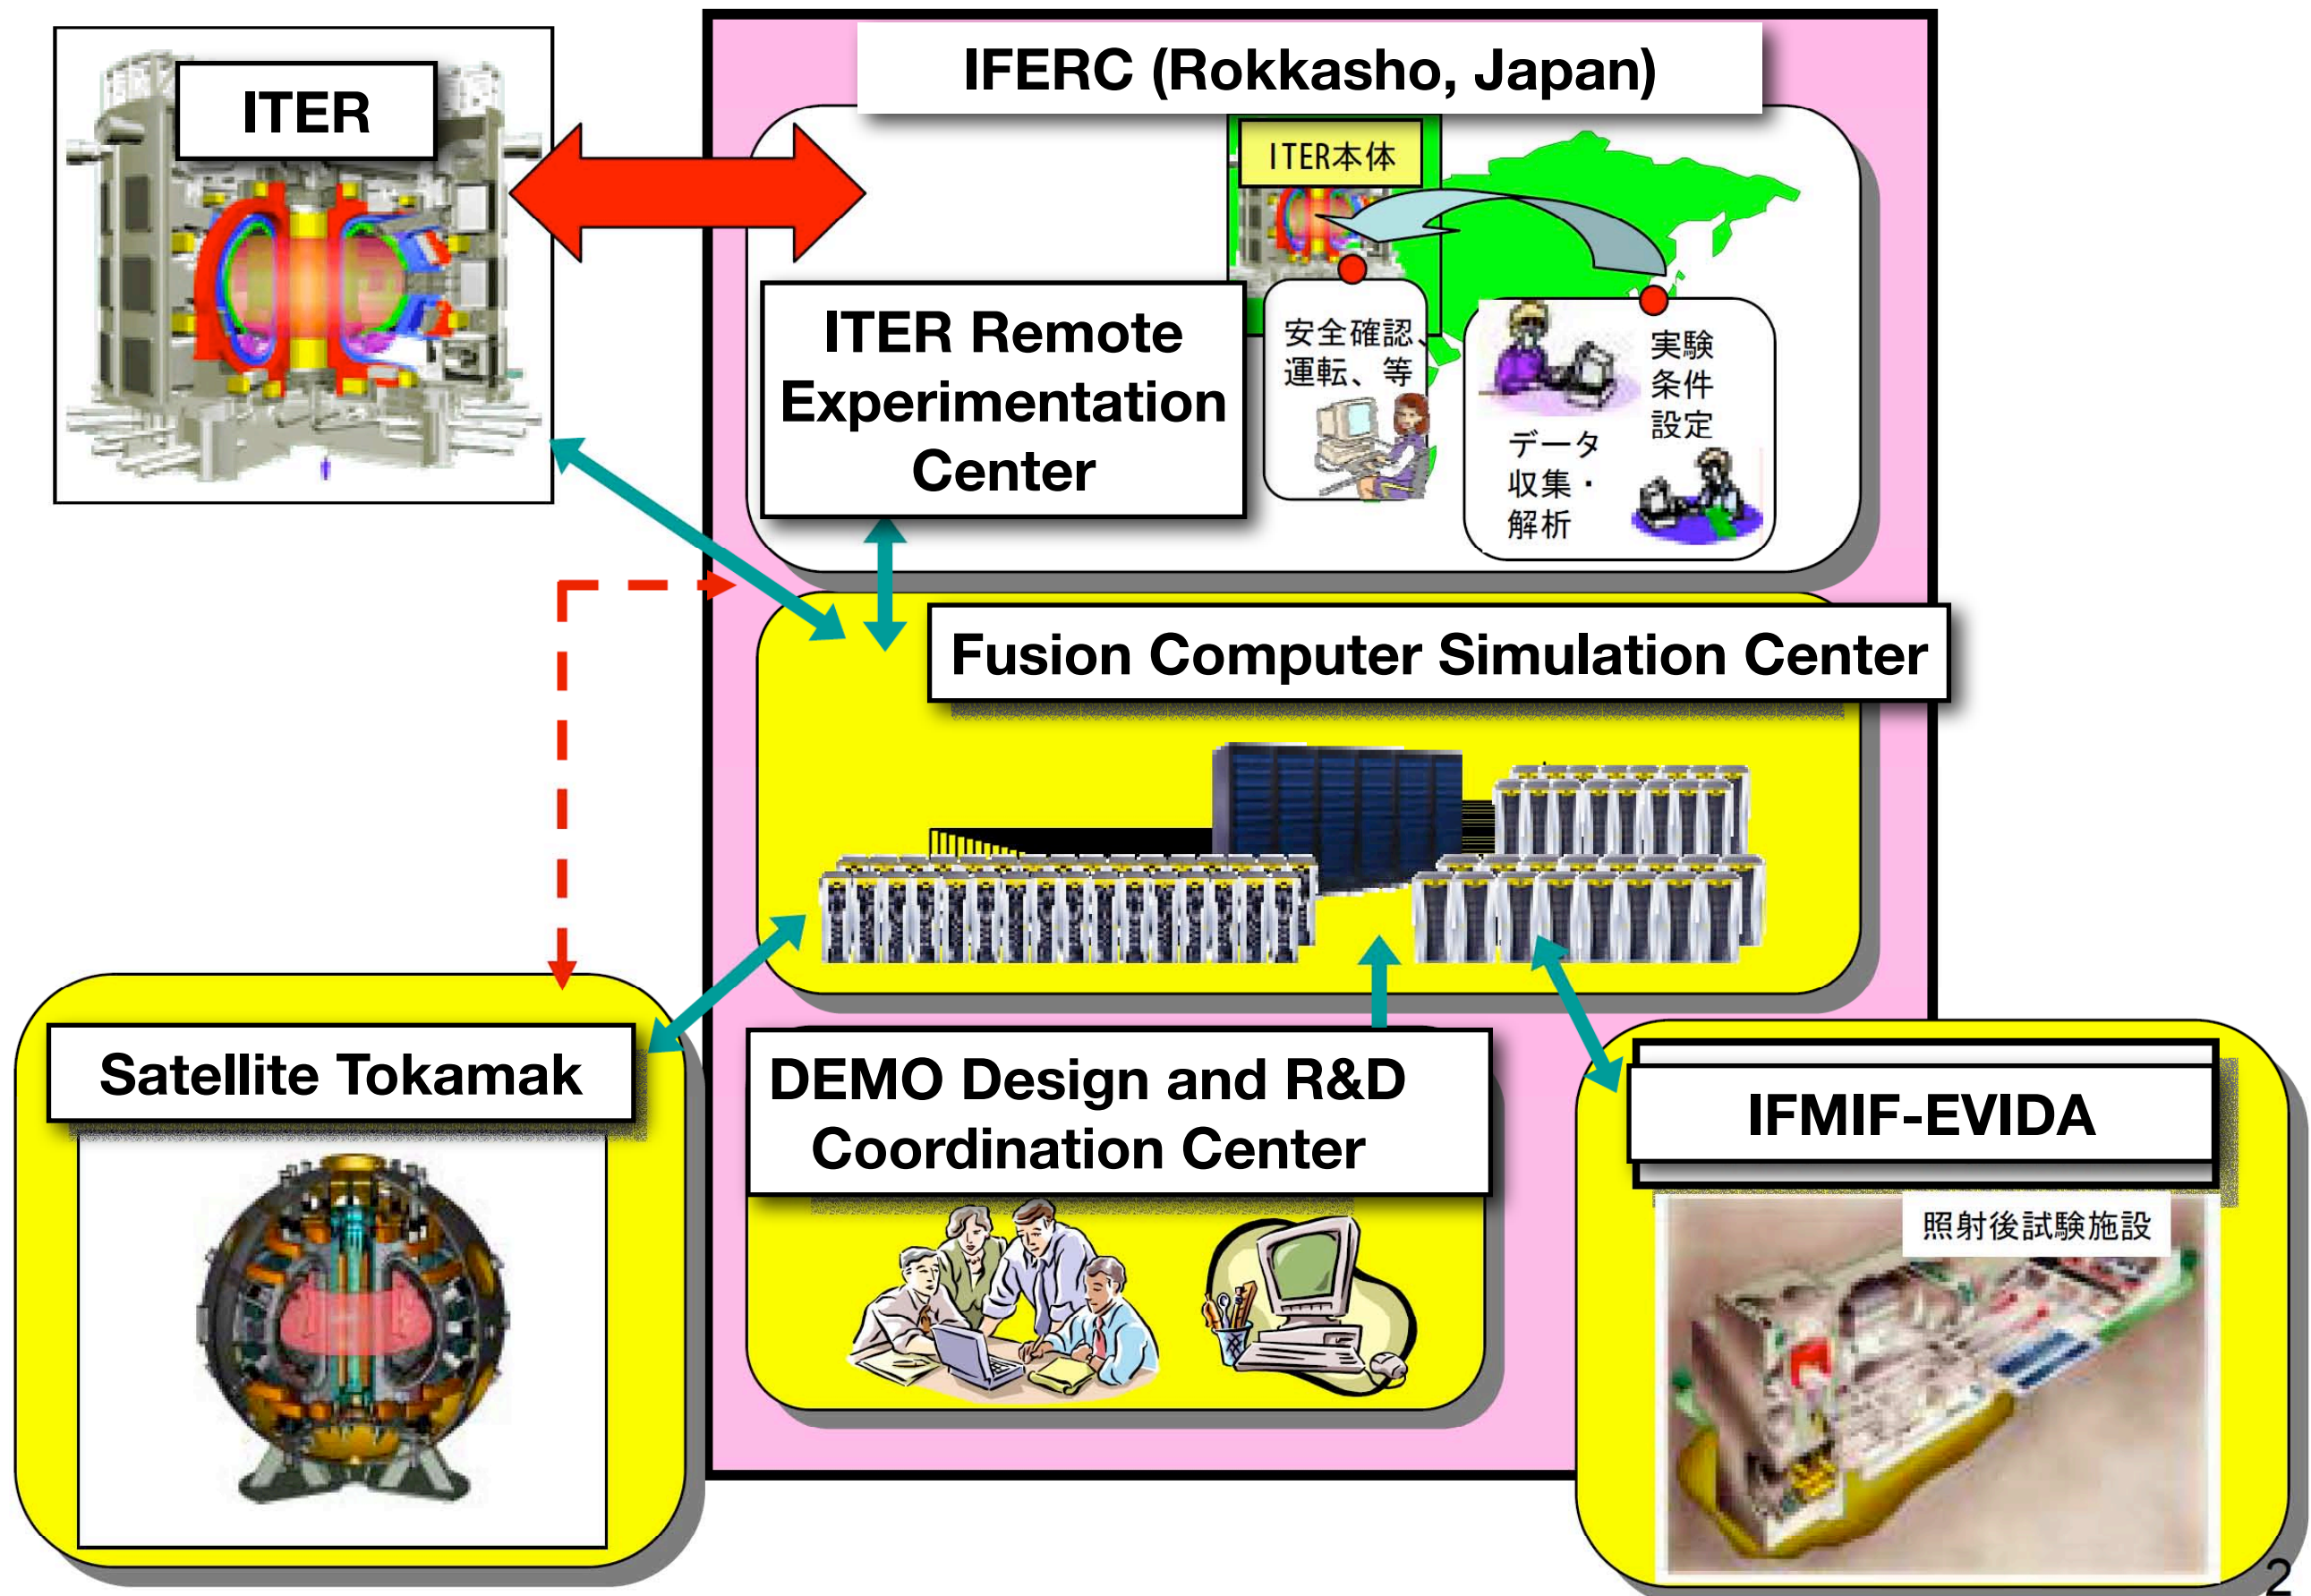 ITER
IFERC (Rokkasho, Japan)
ITER本体
ITER Remote
Experimentation
Center
安全確認、
運転、等
実験
条件
設定
データ
収集・
解析
Fusion Computer Simulation Center
Satellite Tokamak
DEMO Design and R&D
Coordination Center
IFMIF-EVIDA
照射後試験施設
2